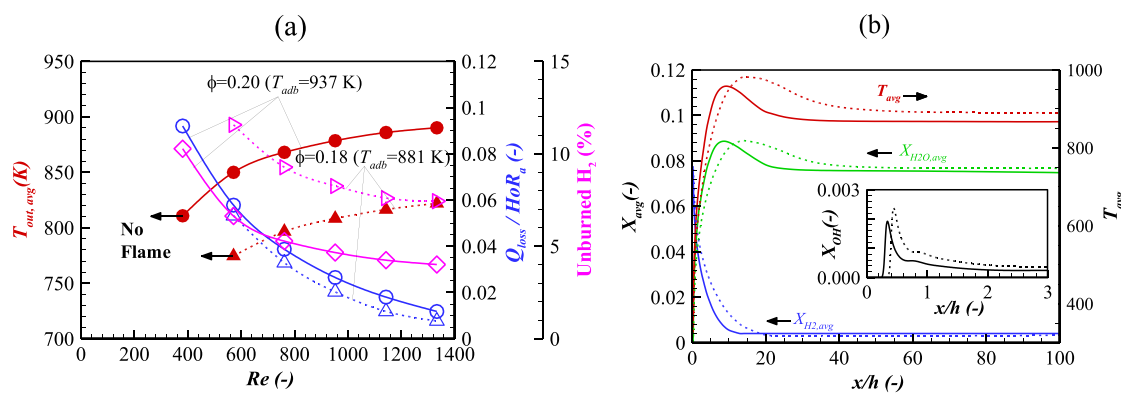 (a)
950
900
850
800
750
700
T_out, avg (K)
0
200
400
600
800
1000
1200
1400
Re (-)
0.12
0.1
0.08
0.06
0.04
0.02
0
Q_loss / HoR_a (-)
15
10
5
0
Unburned H_2 (%)
ϕ=0.20 (T_adb=937 K)
ϕ=0.18 (T_adb=881 K)
No
Flame
(b)
0.12
0.1
0.08
0.06
0.04
0.02
0
X_avg(-)
0
20
40
60
80
100
x/h (-)
1000
800
600
400
T_avg
T_avg
X_H2O,avg
X_H2,avg
0.003
0.000
X_OH(-)
0
1
2
3
x/h (-)